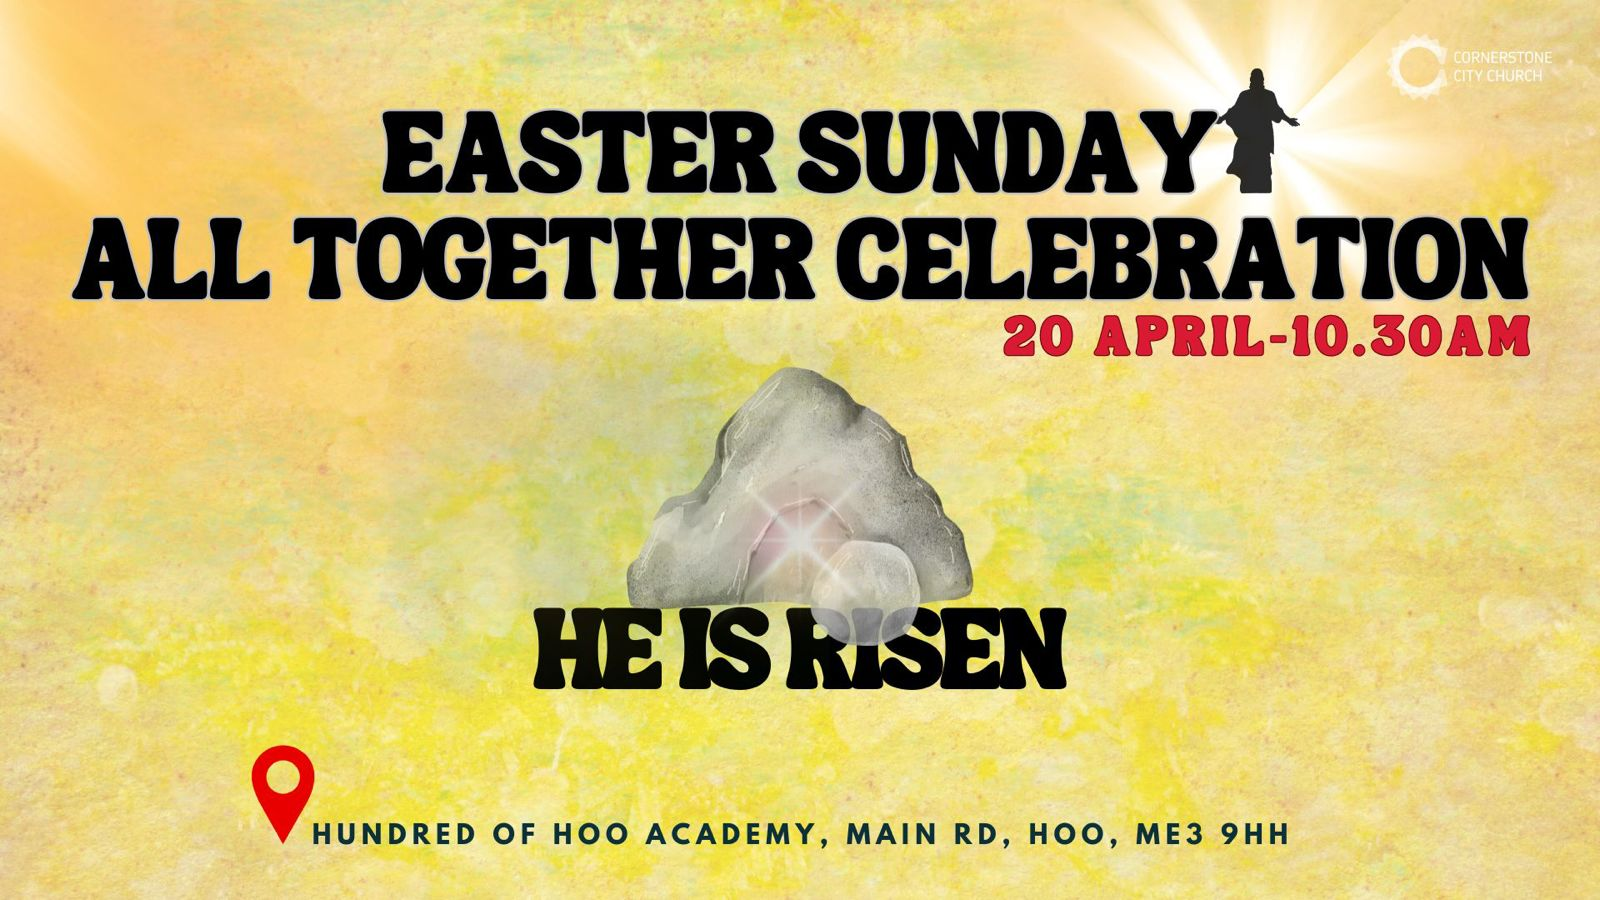 CORNERSTONE
CITY CHURCH
EASTER SUNDAY
ALL TOGETHER CELEBRATION
20 APRIL-10.30AM
HE IS RISEN
HUNDRED OF HOO ACADEMY, MAIN RD, HOO, ME3 9HH